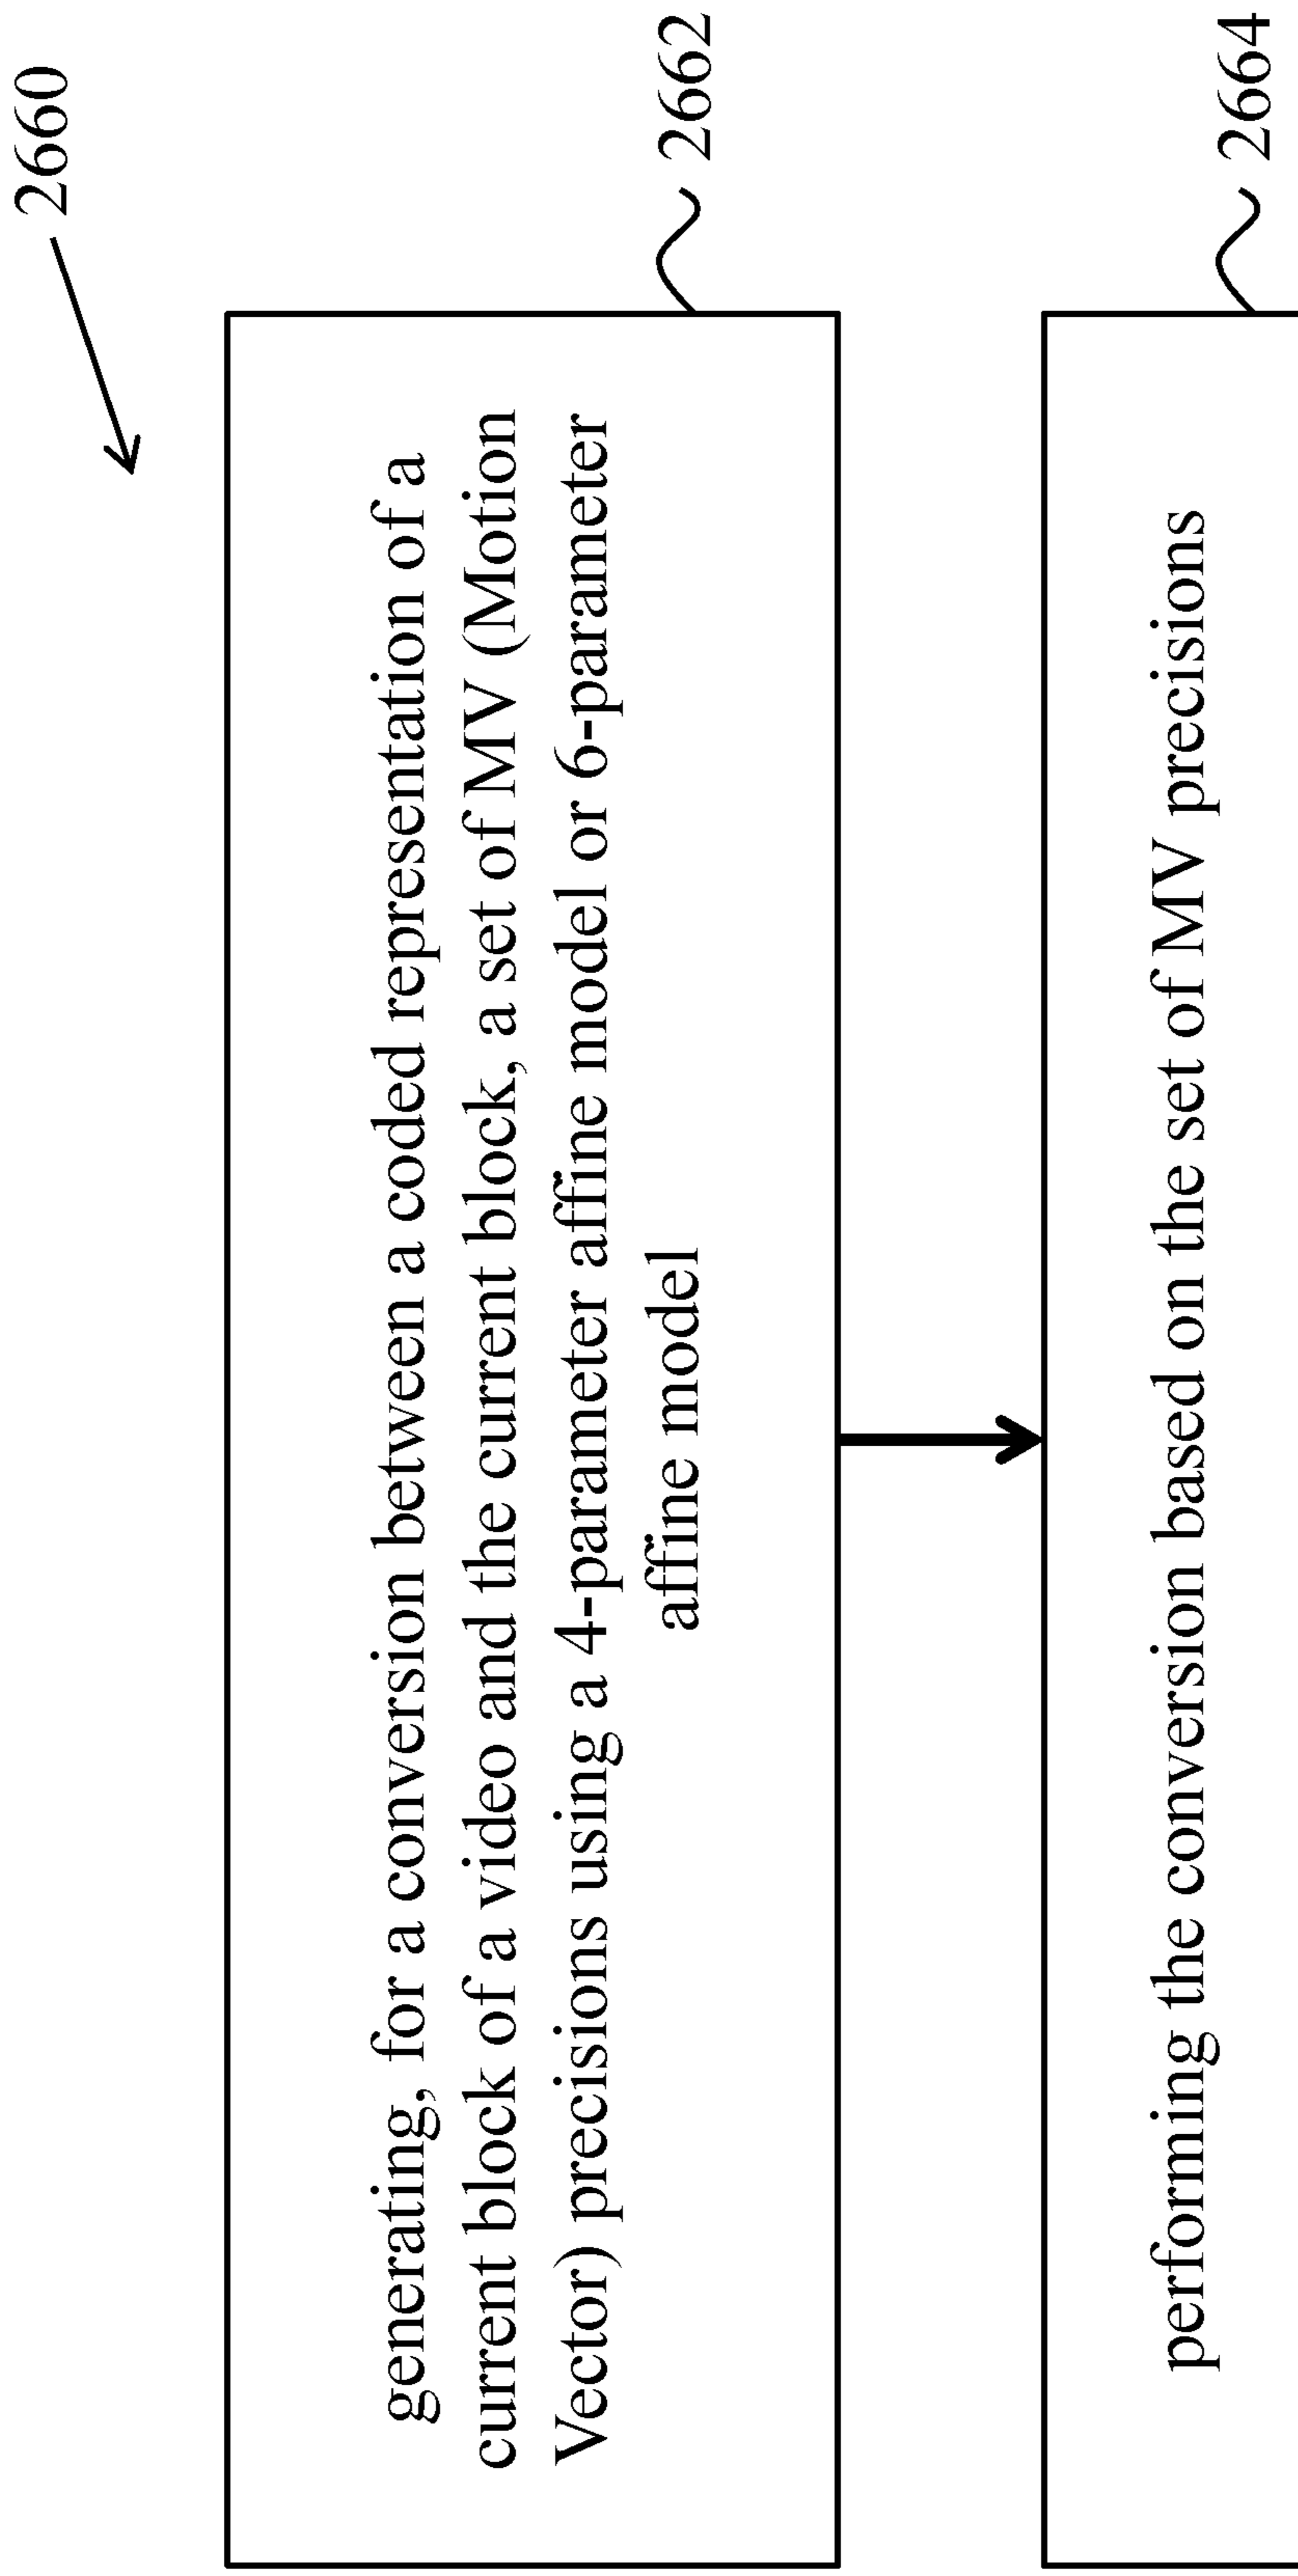 2660
generating, for a conversion between a coded representation of a
current block of a video and the current block, a set of MV (Motion
Vector) precisions using a 4-parameter affine model or 6-parameter
affine model
2662
performing the conversion based on the set of MV precisions
2664